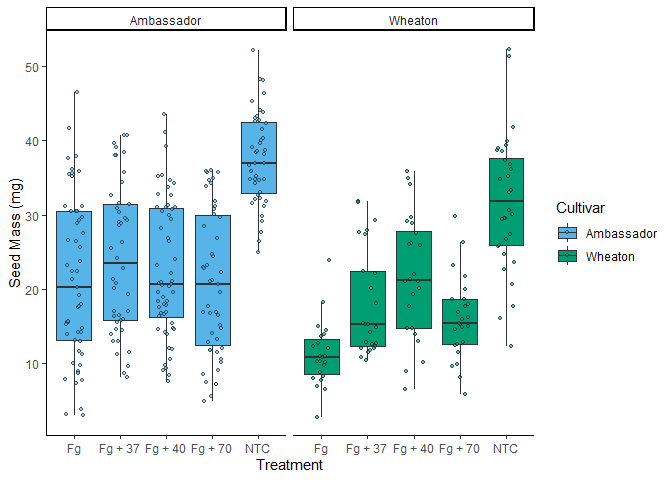 Ambassador Wheaton
50
40
30
20
10
Seed Mass (mg)
Fg Fg + 37 Fg + 40 Fg + 70 NTC Fg Fg + 37 Fg + 40 Fg + 70 NTC
Treatment
Cultivar
Ambassador
Wheaton